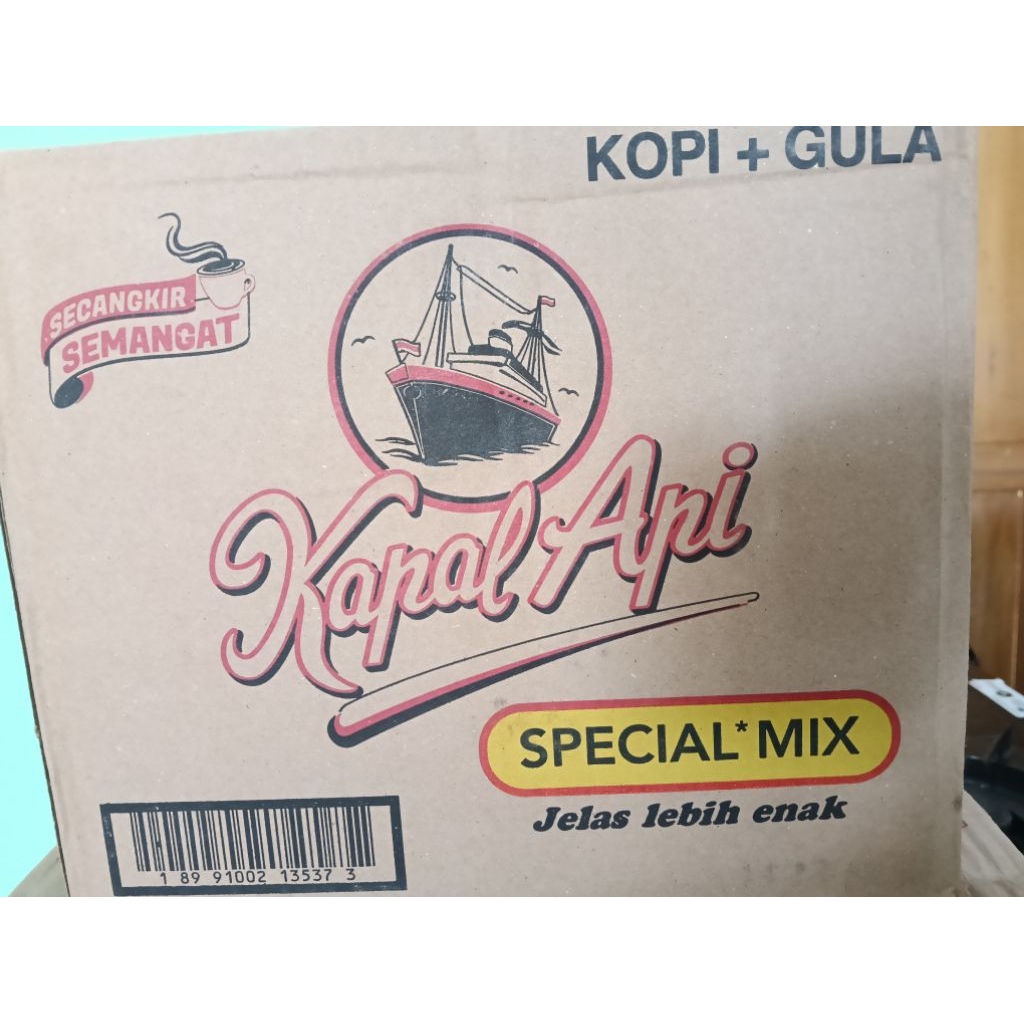 KOPI + GULA
SECANGKIR
SEMANGAT
Kapal Api
SPECIAL* MIX
Jelas lebih enak
1 89 91002 13537 3